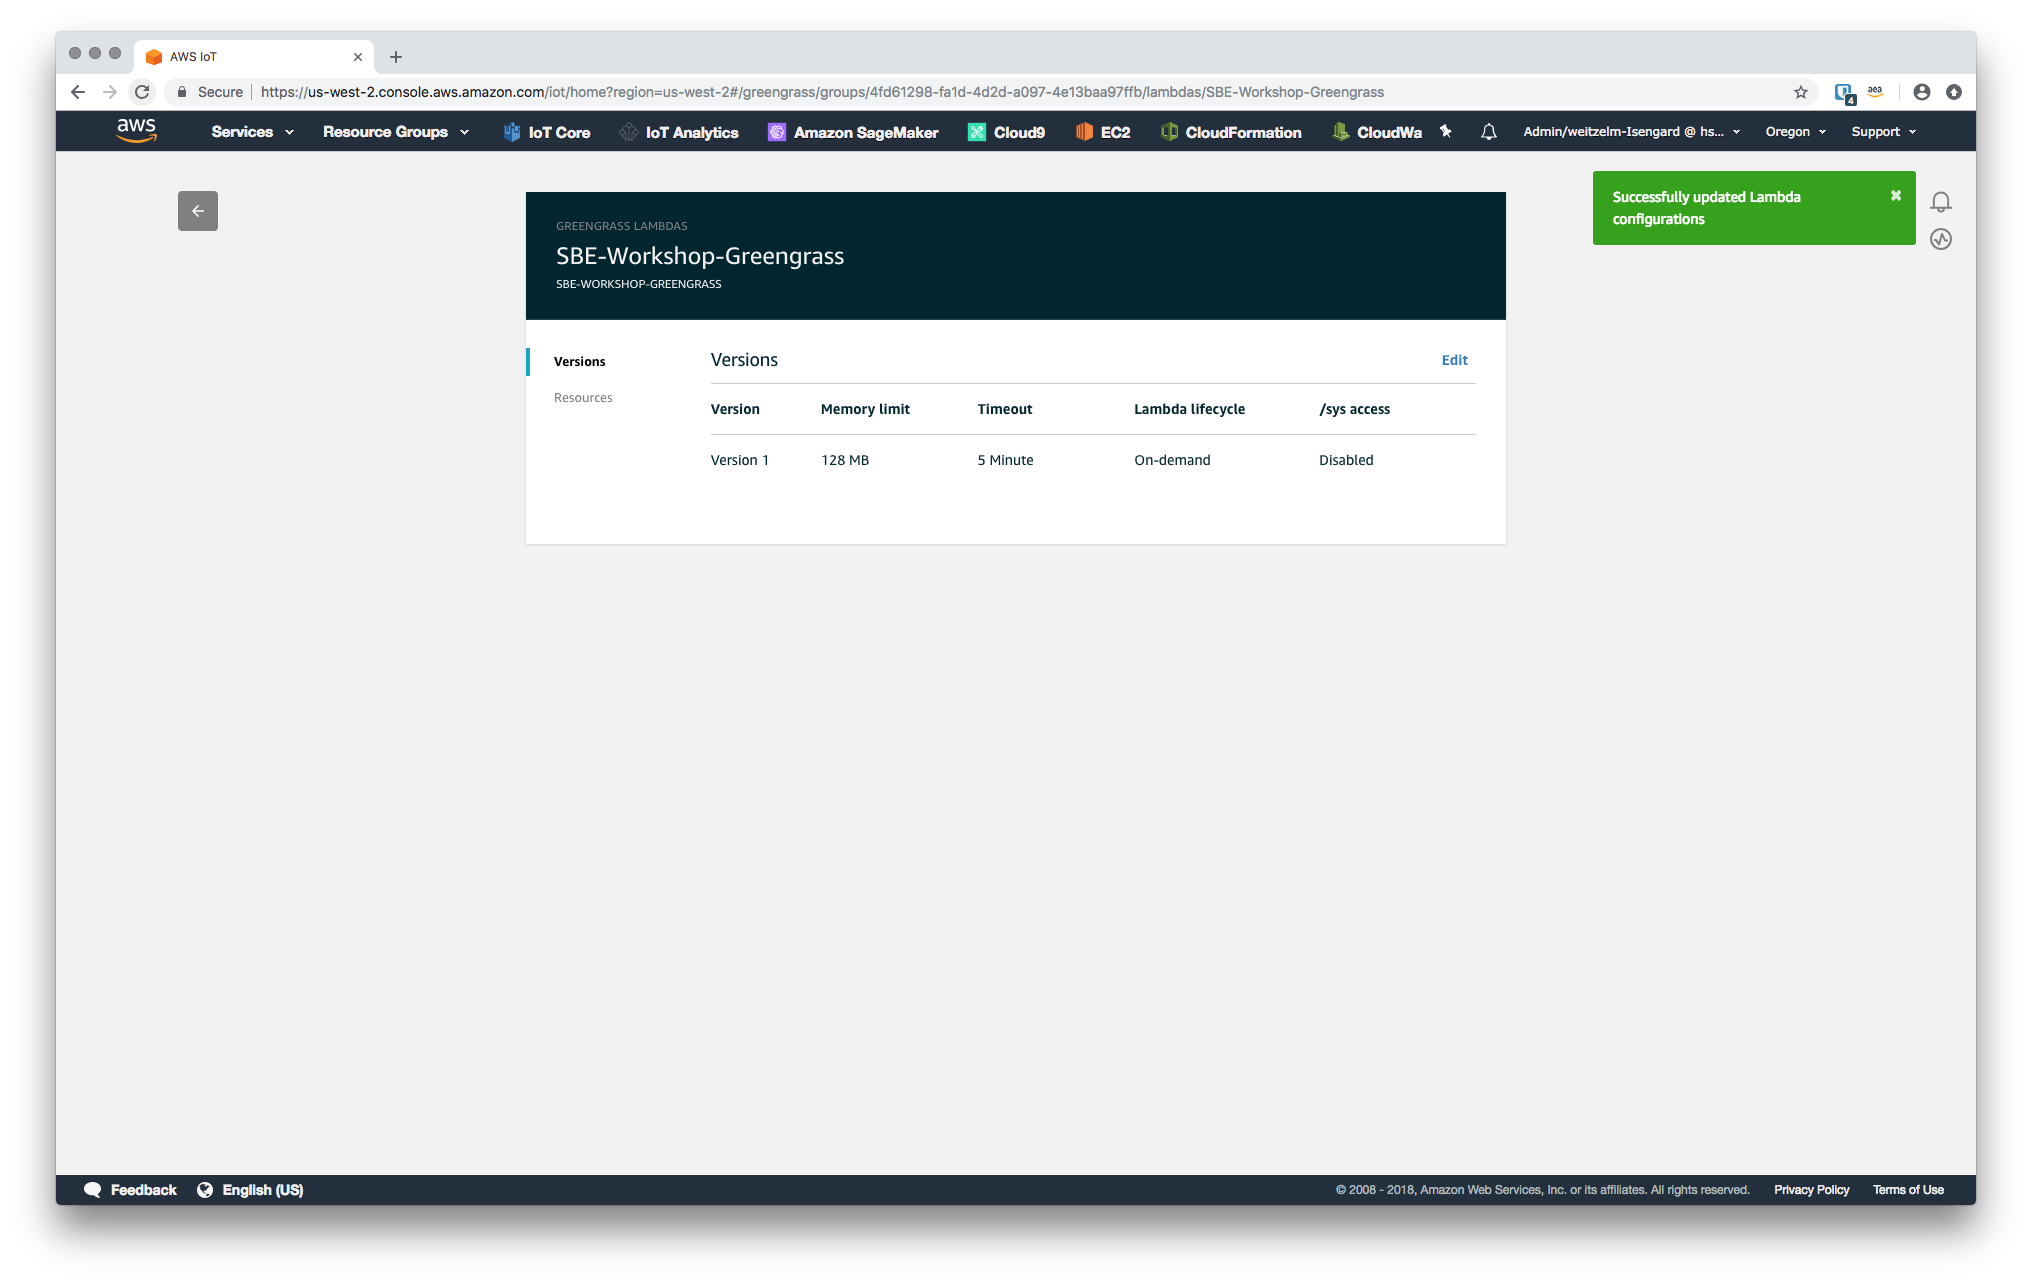 AWS IoT
Secure https://us-west-2.console.aws.amazon.com/iot/home?region=us-west-2#/greengrass/groups/4fd61298-fa1d-4d2d-a097-4e13baa97ffb/lambdas/SBE-Workshop-Greengrass
4
aea
aws Services Resource Groups IoT Core IoT Analytics Amazon SageMaker Cloud9 EC2 CloudFormation CloudWa Admin/weitzelm-Isengard @ hs... Oregon Support
Successfully updated Lambda
configurations
GREENGRASS LAMBDAS
SBE-Workshop-Greengrass
SBE-WORKSHOP-GREENGRASS
Versions
Resources
Versions Edit
Version Memory limit Timeout Lambda lifecycle /sys access
Version 1 128 MB 5 Minute On-demand Disabled
Feedback English (US) © 2008 - 2018, Amazon Web Services, Inc. or its affiliates. All rights reserved. Privacy Policy Terms of Use